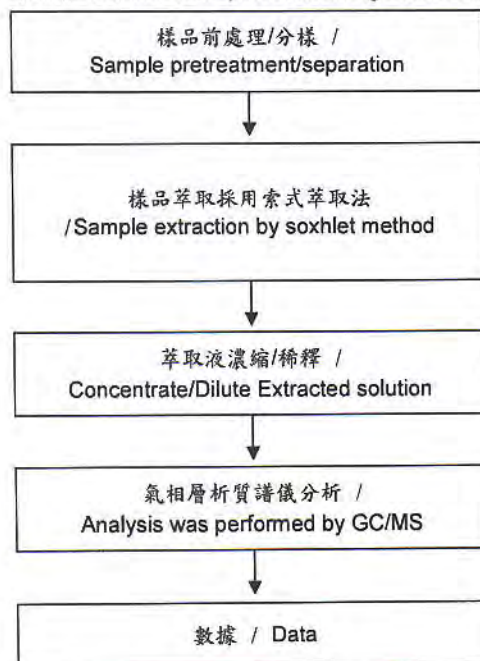 樣品前處理/分樣 /
Sample pretreatment/separation
樣品萃取採用索式萃取法
/Sample extraction by soxhlet method
萃取液濃縮/稀釋 /
Concentrate/Dilute Extracted solution
氣相層析質譜儀分析 /
Analysis was performed by GC/MS
數據 / Data